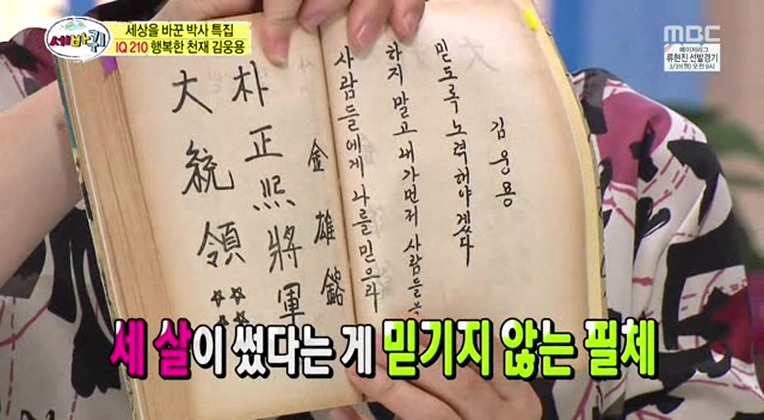 세바퀴
세상을 바꾼 박사 특집
IQ 210 행복한 천재 김웅용
MBC
메이저리그
류현진 선발경기
3/31(월) 오전 9시
朴正熙將軍
大統領
金雄鎔
김웅용
사람들에게 나를 믿으라
하지 말고 내가 먼저 사람들을
믿도록 노력해야겠다
세 살이 썼다는 게 믿기지 않는 필체